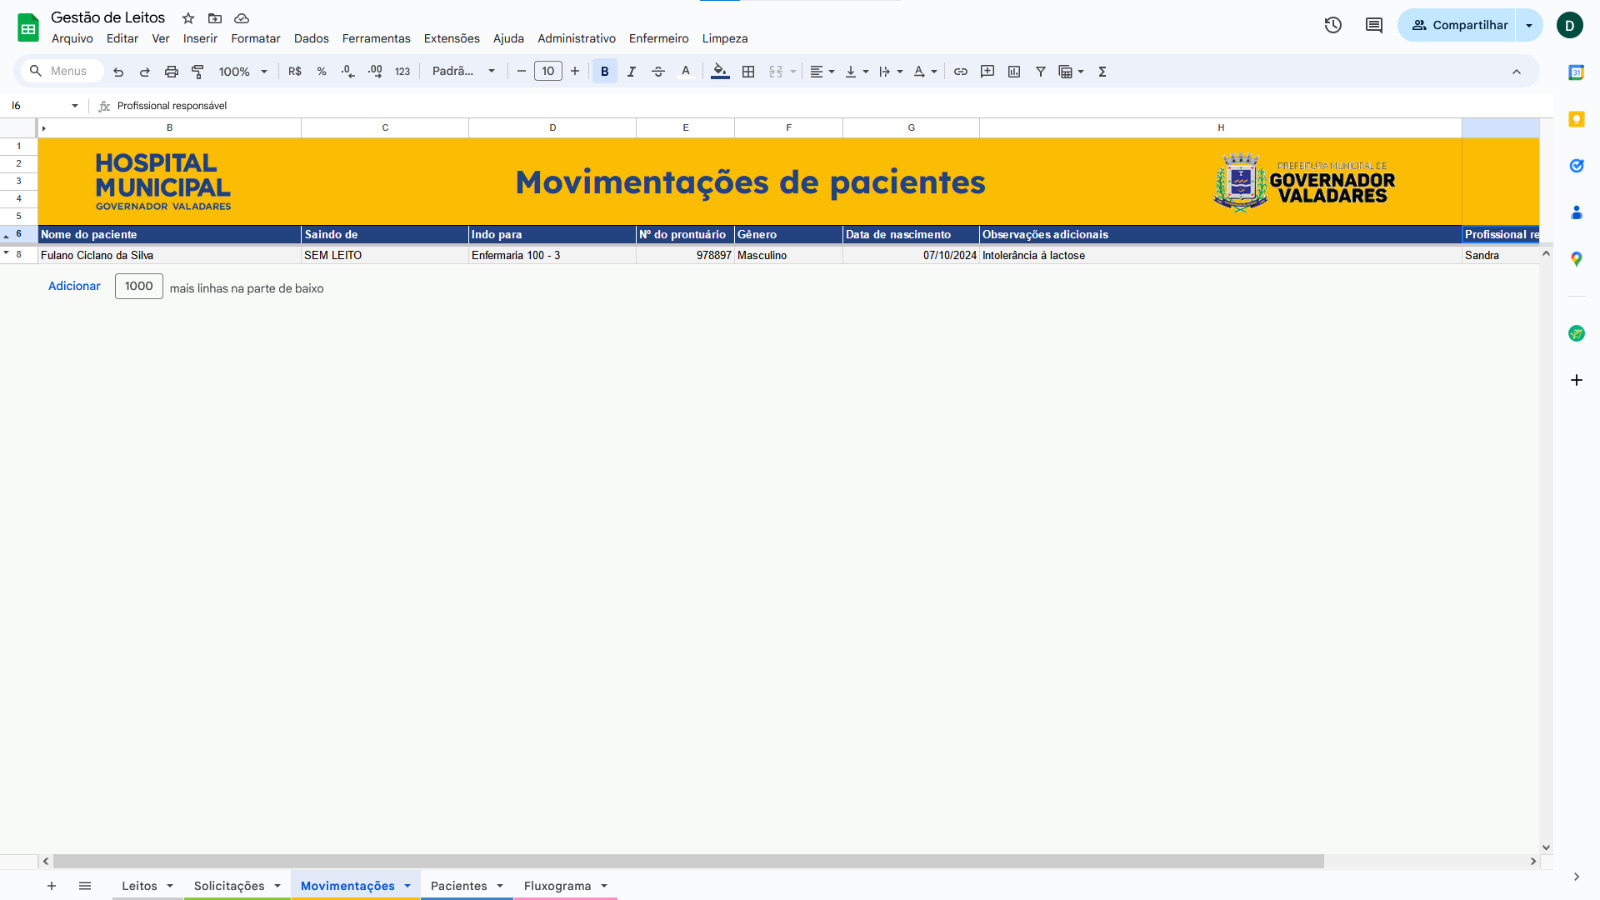 Gestão de Leitos
Arquivo Editar Ver Inserir Formatar Dados Ferramentas Extensões Ajuda Administrativo Enfermeiro Limpeza
Compartilhar
D
Menus
100%
R$ % .0 .00 123
Padrã...
10
B I A
31
I6
Profissional responsável
B C D E F G H
1
2
3
4
5
HOSPITAL
MUNICIPAL
GOVERNADOR VALADARES
Movimentações de pacientes
PREFEITURA MUNICIPAL DE
GOVERNADOR
VALADARES
6 Nome do paciente Saindo de Indo para Nº do prontuário Gênero Data de nascimento Observações adicionais Profissional re
8 Fulano Ciclano da Silva SEM LEITO Enfermaria 100 - 3 978897 Masculino 07/10/2024 Intolerância à lactose Sandra
Adicionar 1000 mais linhas na parte de baixo
Leitos Solicitações Movimentações Pacientes Fluxograma